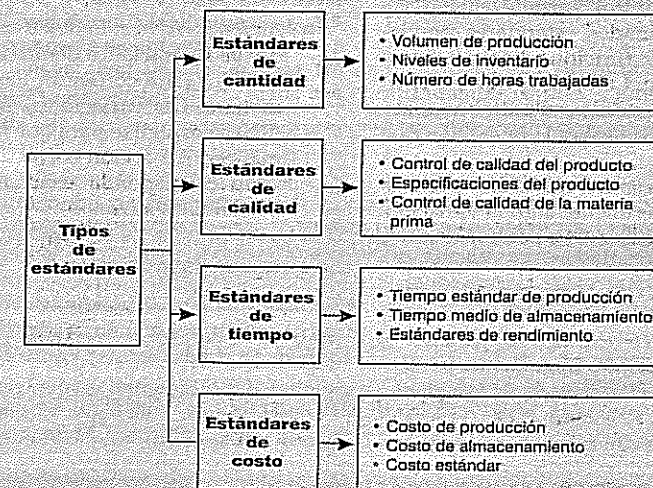 Tipos
de
estándares
Estándares
de
cantidad
• Volumen de producción
• Niveles de inventario
• Número de horas trabajadas
Estándares
de
calidad
• Control de calidad del producto
• Especificaciones del producto
• Control de calidad de la materia
prima
Estándares
de
tiempo
• Tiempo estándar de producción
• Tiempo medio de almacenamiento
• Estándares de rendimiento
Estándares
de
costo
• Costo de producción
• Costo de almacenamiento
• Costo estándar